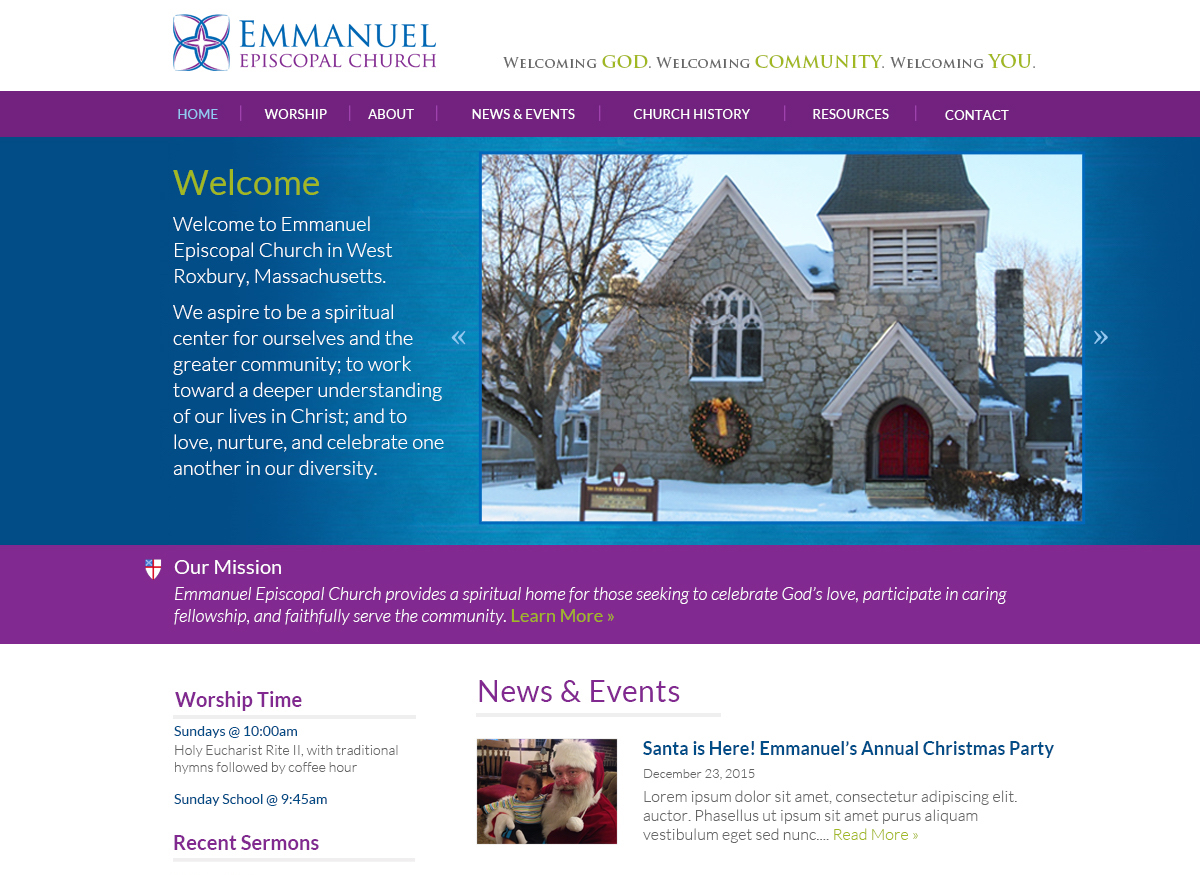 EMMANUEL
EPISCOPAL CHURCH
WELCOMING GOD. WELCOMING COMMUNITY. WELCOMING YOU.
HOME | WORSHIP | ABOUT | NEWS & EVENTS | CHURCH HISTORY | RESOURCES | CONTACT
Welcome
Welcome to Emmanuel
Episcopal Church in West
Roxbury, Massachusetts.
We aspire to be a spiritual
center for ourselves and the
greater community; to work
toward a deeper understanding
of our lives in Christ; and to
love, nurture, and celebrate one
another in our diversity.
«
»
THE PARISH OF EMMANUEL CHURCH
Our Mission
Emmanuel Episcopal Church provides a spiritual home for those seeking to celebrate God’s love, participate in caring
fellowship, and faithfully serve the community. Learn More »
Worship Time
Sundays @ 10:00am
Holy Eucharist Rite II, with traditional
hymns followed by coffee hour
Sunday School @ 9:45am
Recent Sermons
News & Events
Santa is Here! Emmanuel’s Annual Christmas Party
December 23, 2015
Lorem ipsum dolor sit amet, consectetur adipiscing elit.
auctor. Phasellus ut ipsum sit amet purus aliquam
vestibulum eget sed nunc.... Read More »